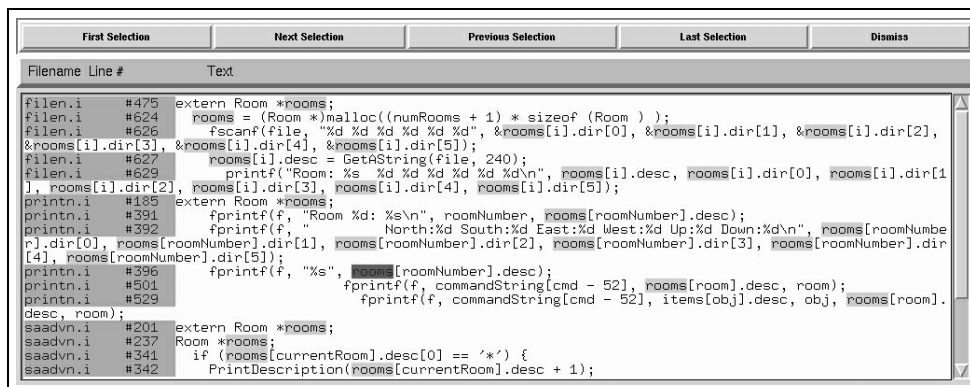 First Selection Next Selection Previous Selection Last Selection Dismiss
Filename Line # Text
filen.i #475 extern Room *rooms;
filen.i #624 rooms = (Room *)malloc((numRooms + 1) * sizeof (Room ) );
filen.i #626 fscanf(file, "%d %d %d %d %d %d", &rooms[i].dir[0], &rooms[i].dir[1], &rooms[i].dir[2],
&rooms[i].dir[3], &rooms[i].dir[4], &rooms[i].dir[5]);
filen.i #627 rooms[i].desc = GetAString(file, 240);
filen.i #629 printf("Room: %s %d %d %d %d %d %d\n", rooms[i].desc, rooms[i].dir[0], rooms[i].dir[1
], rooms[i].dir[2], rooms[i].dir[3], rooms[i].dir[4], rooms[i].dir[5]);
printn.i #185 extern Room *rooms;
printn.i #391 fprintf(f, "Room %d: %s\n", roomNumber, rooms[roomNumber].desc);
printn.i #392 fprintf(f, " North:%d South:%d East:%d West:%d Up:%d Down:%d\n", rooms[roomNumbe
r].dir[0], rooms[roomNumber].dir[1], rooms[roomNumber].dir[2], rooms[roomNumber].dir[3], rooms[roomNumber].dir
[4], rooms[roomNumber].dir[5]);
printn.i #396 fprintf(f, "%s", rooms[roomNumber].desc);
printn.i #501 fprintf(f, commandString[cmd - 52], rooms[room].desc, room);
printn.i #529 fprintf(f, commandString[cmd - 52], items[obj].desc, obj, rooms[room].
desc, room);
saadvn.i #201 extern Room *rooms;
saadvn.i #237 Room *rooms;
saadvn.i #341 if (rooms[currentRoom].desc[0] == '*') {
saadvn.i #342 PrintDescription(rooms[currentRoom].desc + 1);